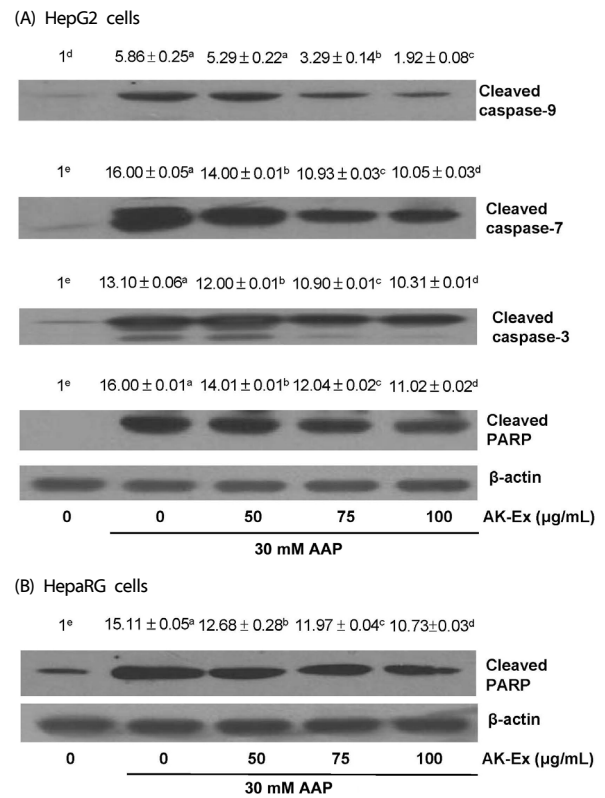 (A) HepG2 cells
1ᵈ 5.86±0.25ᵃ 5.29±0.22ᵃ 3.29±0.14ᵇ 1.92±0.08ᶜ
Cleaved
caspase-9
1ᵉ 16.00±0.05ᵃ 14.00±0.01ᵇ 10.93±0.03ᶜ 10.05±0.03ᵈ
Cleaved
caspase-7
1ᵉ 13.10±0.06ᵃ 12.00±0.01ᵇ 10.90±0.01ᶜ 10.31±0.01ᵈ
Cleaved
caspase-3
1ᵉ 16.00±0.01ᵃ 14.01±0.01ᵇ 12.04±0.02ᶜ 11.02±0.02ᵈ
Cleaved
PARP
β-actin
0 0 50 75 100 AK-Ex (µg/mL)
30 mM AAP
(B) HepaRG cells
1ᵉ 15.11±0.05ᵃ 12.68±0.28ᵇ 11.97±0.04ᶜ 10.73±0.03ᵈ
Cleaved
PARP
β-actin
0 0 50 75 100 AK-Ex (µg/mL)
30 mM AAP